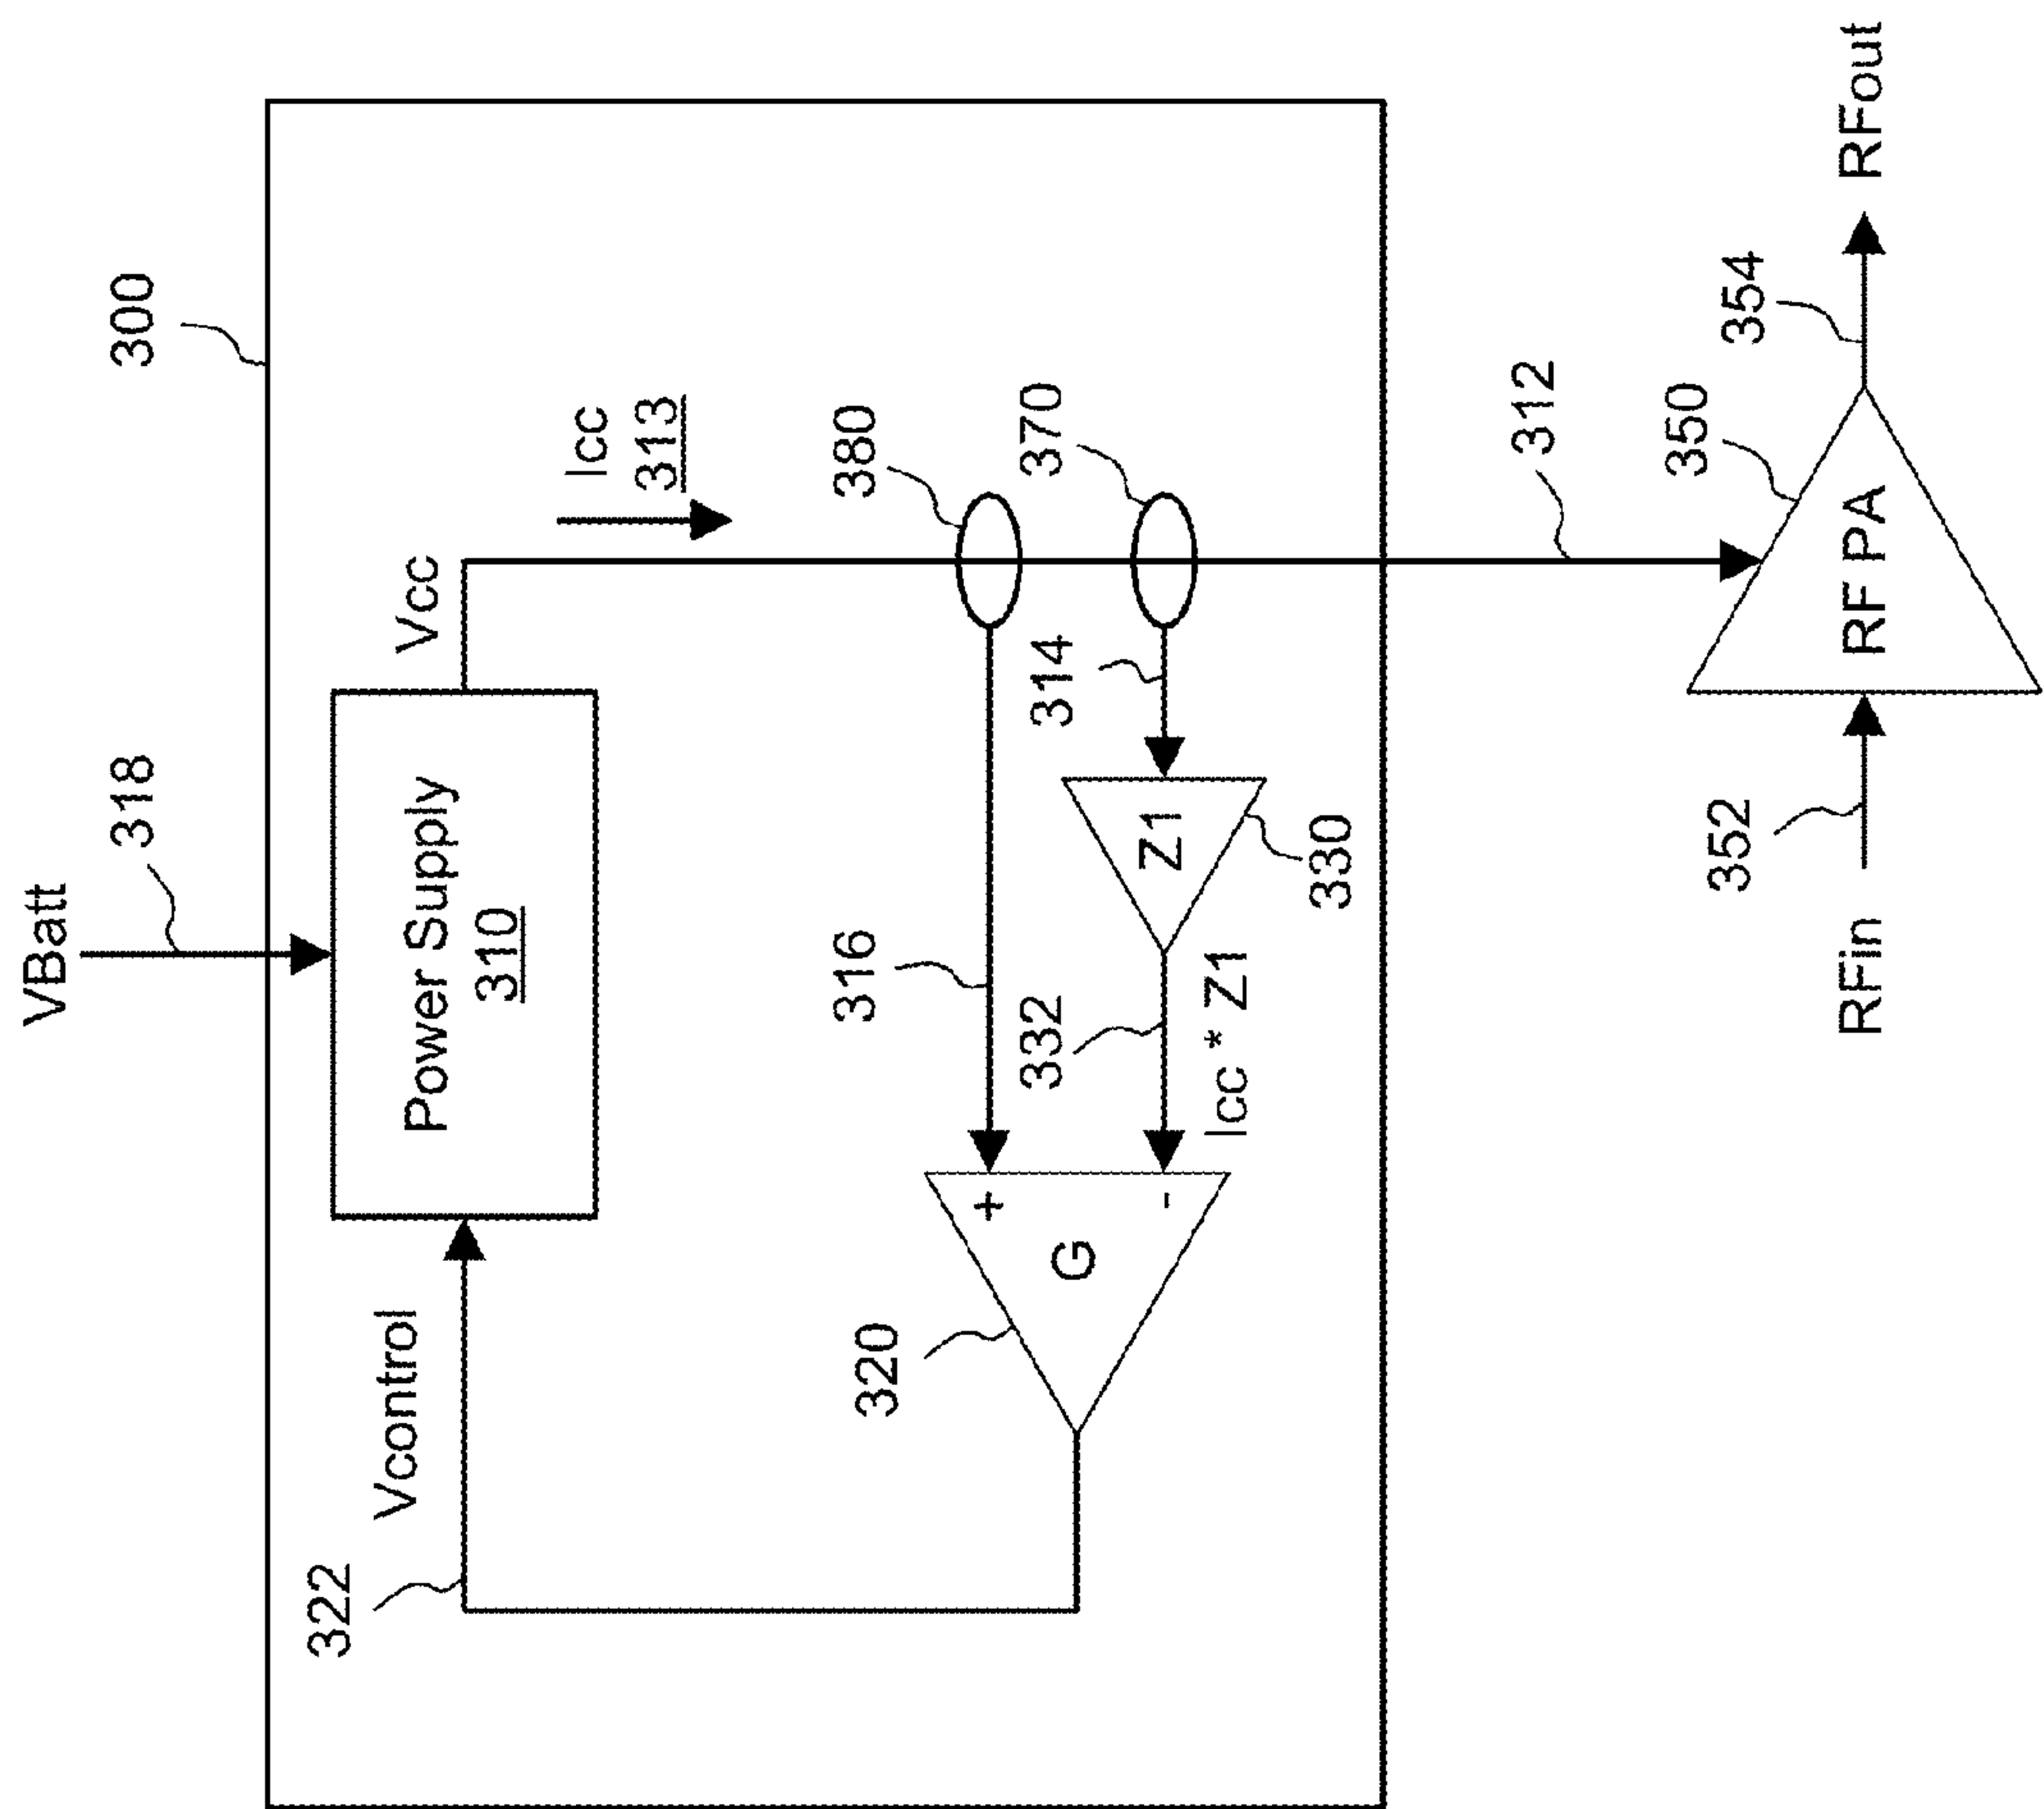 VBatt
318
300
322
Vcontrol
Power Supply
310
Vcc
Icc
313
316
380
320
G
+
-
332
Icc * Z1
Z1
330
314
370
312
RFin
352
RF PA
350
354
RFout